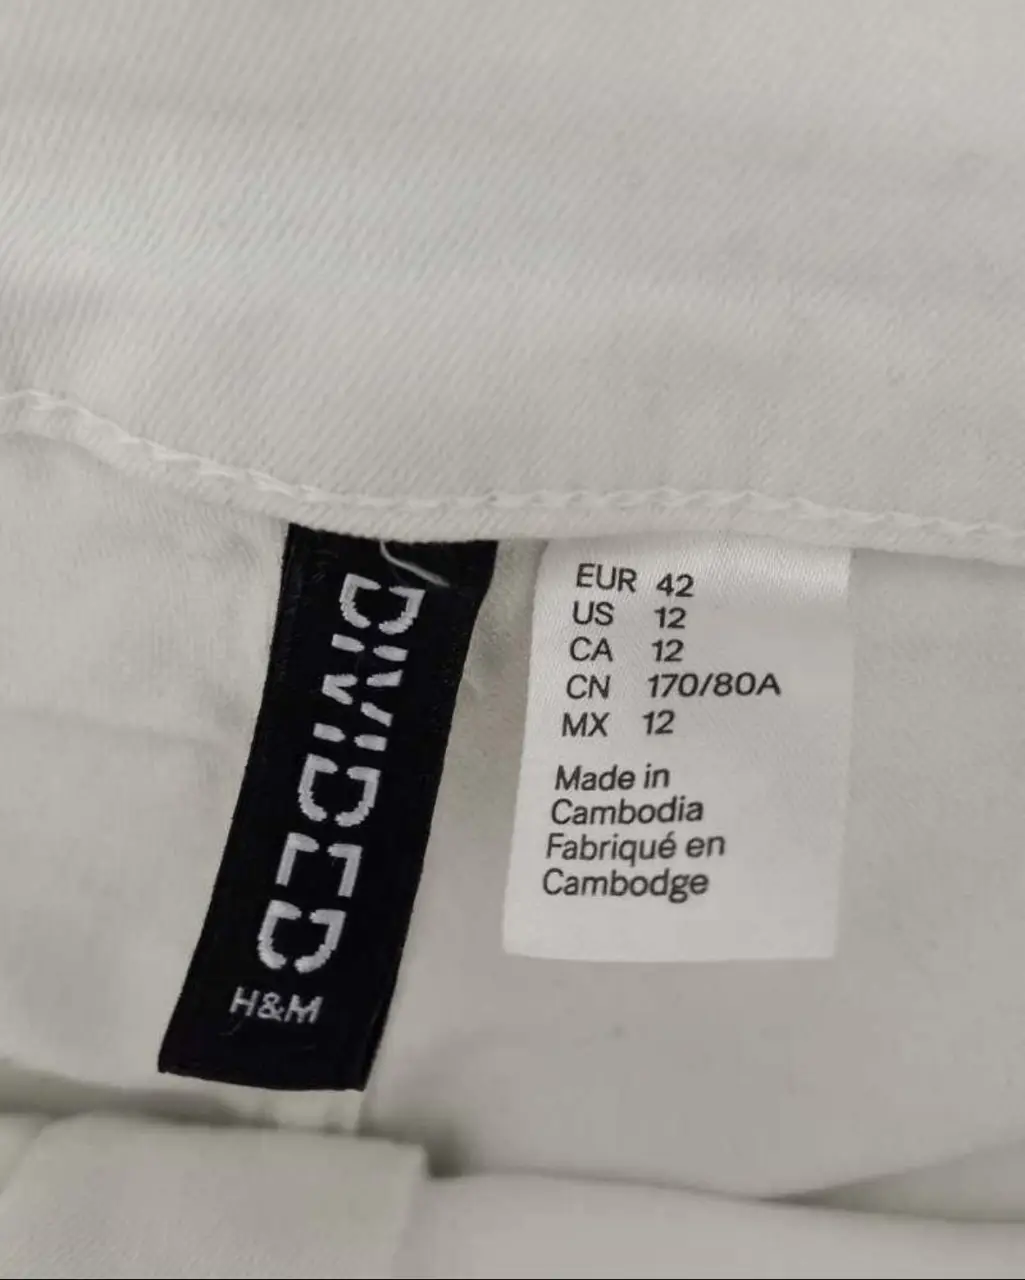 DIVIDED
H&M
EUR 42
US 12
CA 12
CN 170/80A
MX 12
Made in
Cambodia
Fabriqué en
Cambodge